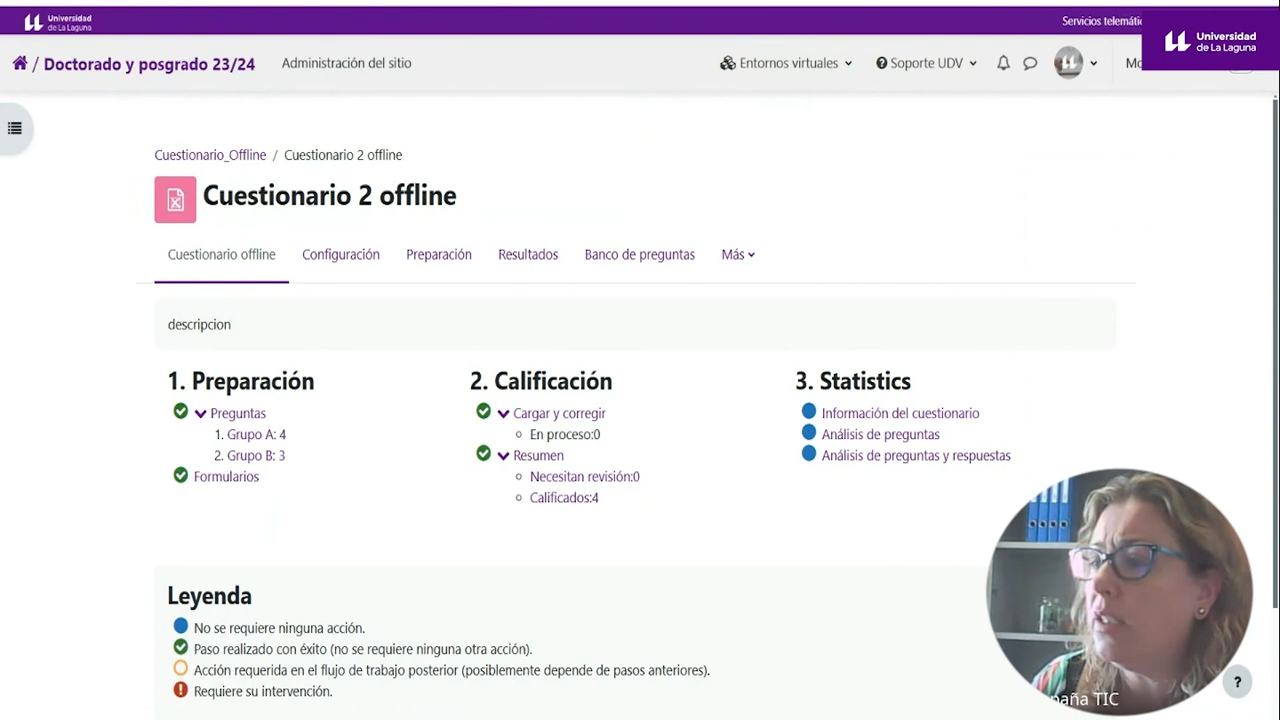 Universidad
de La Laguna
Servicios telemátic
Universidad
de La Laguna
/ Doctorado y posgrado 23/24
Administración del sitio
Entornos virtuales
Soporte UDV
Mo
Cuestionario_Offline / Cuestionario 2 offline
Cuestionario 2 offline
Cuestionario offline
Configuración
Preparación
Resultados
Banco de preguntas
Más
descripcion
1. Preparación
Preguntas
1. Grupo A: 4
2. Grupo B: 3
Formularios
2. Calificación
Cargar y corregir
En proceso:0
Resumen
Necesitan revisión:0
Calificados:4
3. Statistics
Información del cuestionario
Análisis de preguntas
Análisis de preguntas y respuestas
Leyenda
No se requiere ninguna acción.
Paso realizado con éxito (no se requiere ninguna otra acción).
Acción requerida en el flujo de trabajo posterior (posiblemente depende de pasos anteriores).
Requiere su intervención.
paña TIC
?